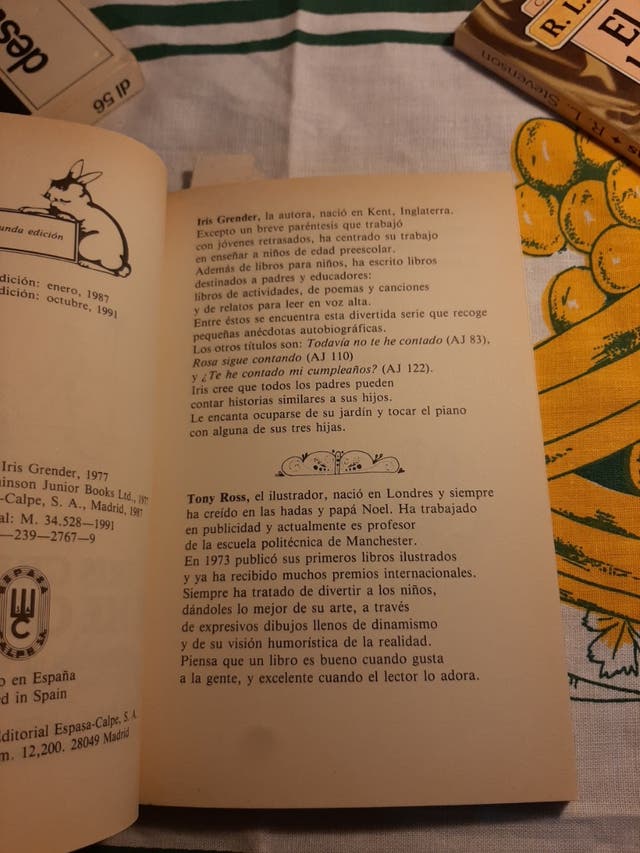 des
dl 56
R. L.
El
R. L. Stevenson
unda edición
dición: enero, 1987
dición: octubre, 1991
Iris Grender, 1977
kinson Junior Books Ltd., 1977
-Calpe, S. A., Madrid, 1987
al: M. 34.528—1991
—239—2767—9
ESPASA
CALPE S.A.
o en España
ed in Spain
ditorial Espasa-Calpe, S. A.
m. 12,200. 28049 Madrid
Iris Grender, la autora, nació en Kent, Inglaterra.
Excepto un breve paréntesis que trabajó
con jóvenes retrasados, ha centrado su trabajo
en enseñar a niños de edad preescolar.
Además de libros para niños, ha escrito libros
destinados a padres y educadores:
libros de actividades, de poemas y canciones
y de relatos para leer en voz alta.
Entre éstos se encuentra esta divertida serie que recoge
pequeñas anécdotas autobiográficas.
Los otros títulos son: Todavía no te he contado (AJ 83),
Rosa sigue contando (AJ 110)
y ¿Te he contado mi cumpleaños? (AJ 122).
Iris cree que todos los padres pueden
contar historias similares a sus hijos.
Le encanta ocuparse de su jardín y tocar el piano
con alguna de sus tres hijas.
Tony Ross, el ilustrador, nació en Londres y siempre
ha creído en las hadas y papá Noel. Ha trabajado
en publicidad y actualmente es profesor
de la escuela politécnica de Manchester.
En 1973 publicó sus primeros libros ilustrados
y ya ha recibido muchos premios internacionales.
Siempre ha tratado de divertir a los niños,
dándoles lo mejor de su arte, a través
de expresivos dibujos llenos de dinamismo
y de su visión humorística de la realidad.
Piensa que un libro es bueno cuando gusta
a la gente, y excelente cuando el lector lo adora.